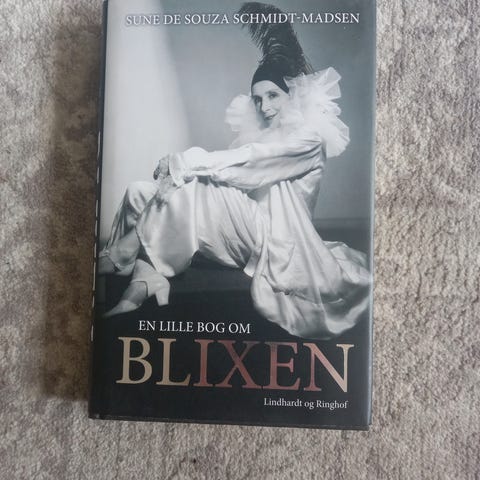 SUNE DE SOUZA SCHMIDT-MADSEN
EN LILLE BOG OM
BLIXEN
Lindhardt og Ringhof